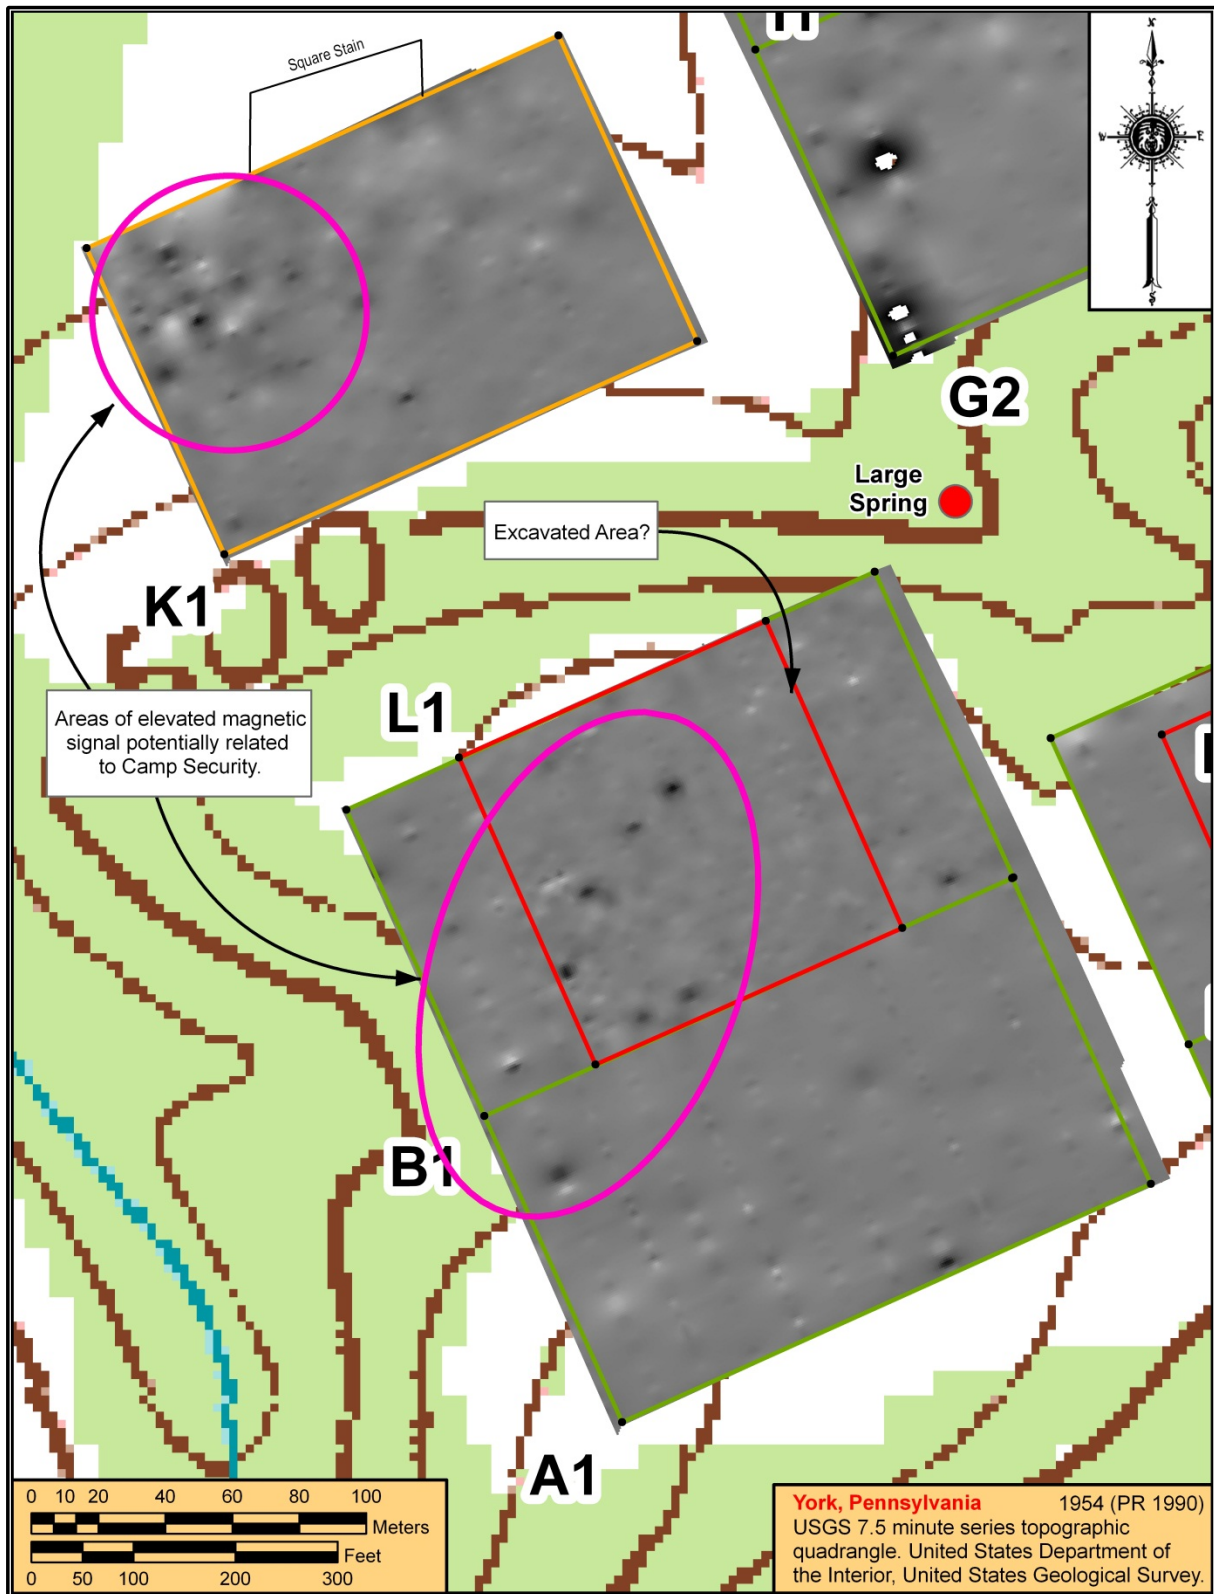 Square Stain
N
W
E
S
G2
Large
Spring
Excavated Area?
K1
L1
Areas of elevated magnetic
signal potentially related
to Camp Security.
B1
A1
0 10 20 40 60 80 100
Meters
Feet
0 50 100 200 300
York, Pennsylvania 1954 (PR 1990)
USGS 7.5 minute series topographic
quadrangle. United States Department of
the Interior, United States Geological Survey.